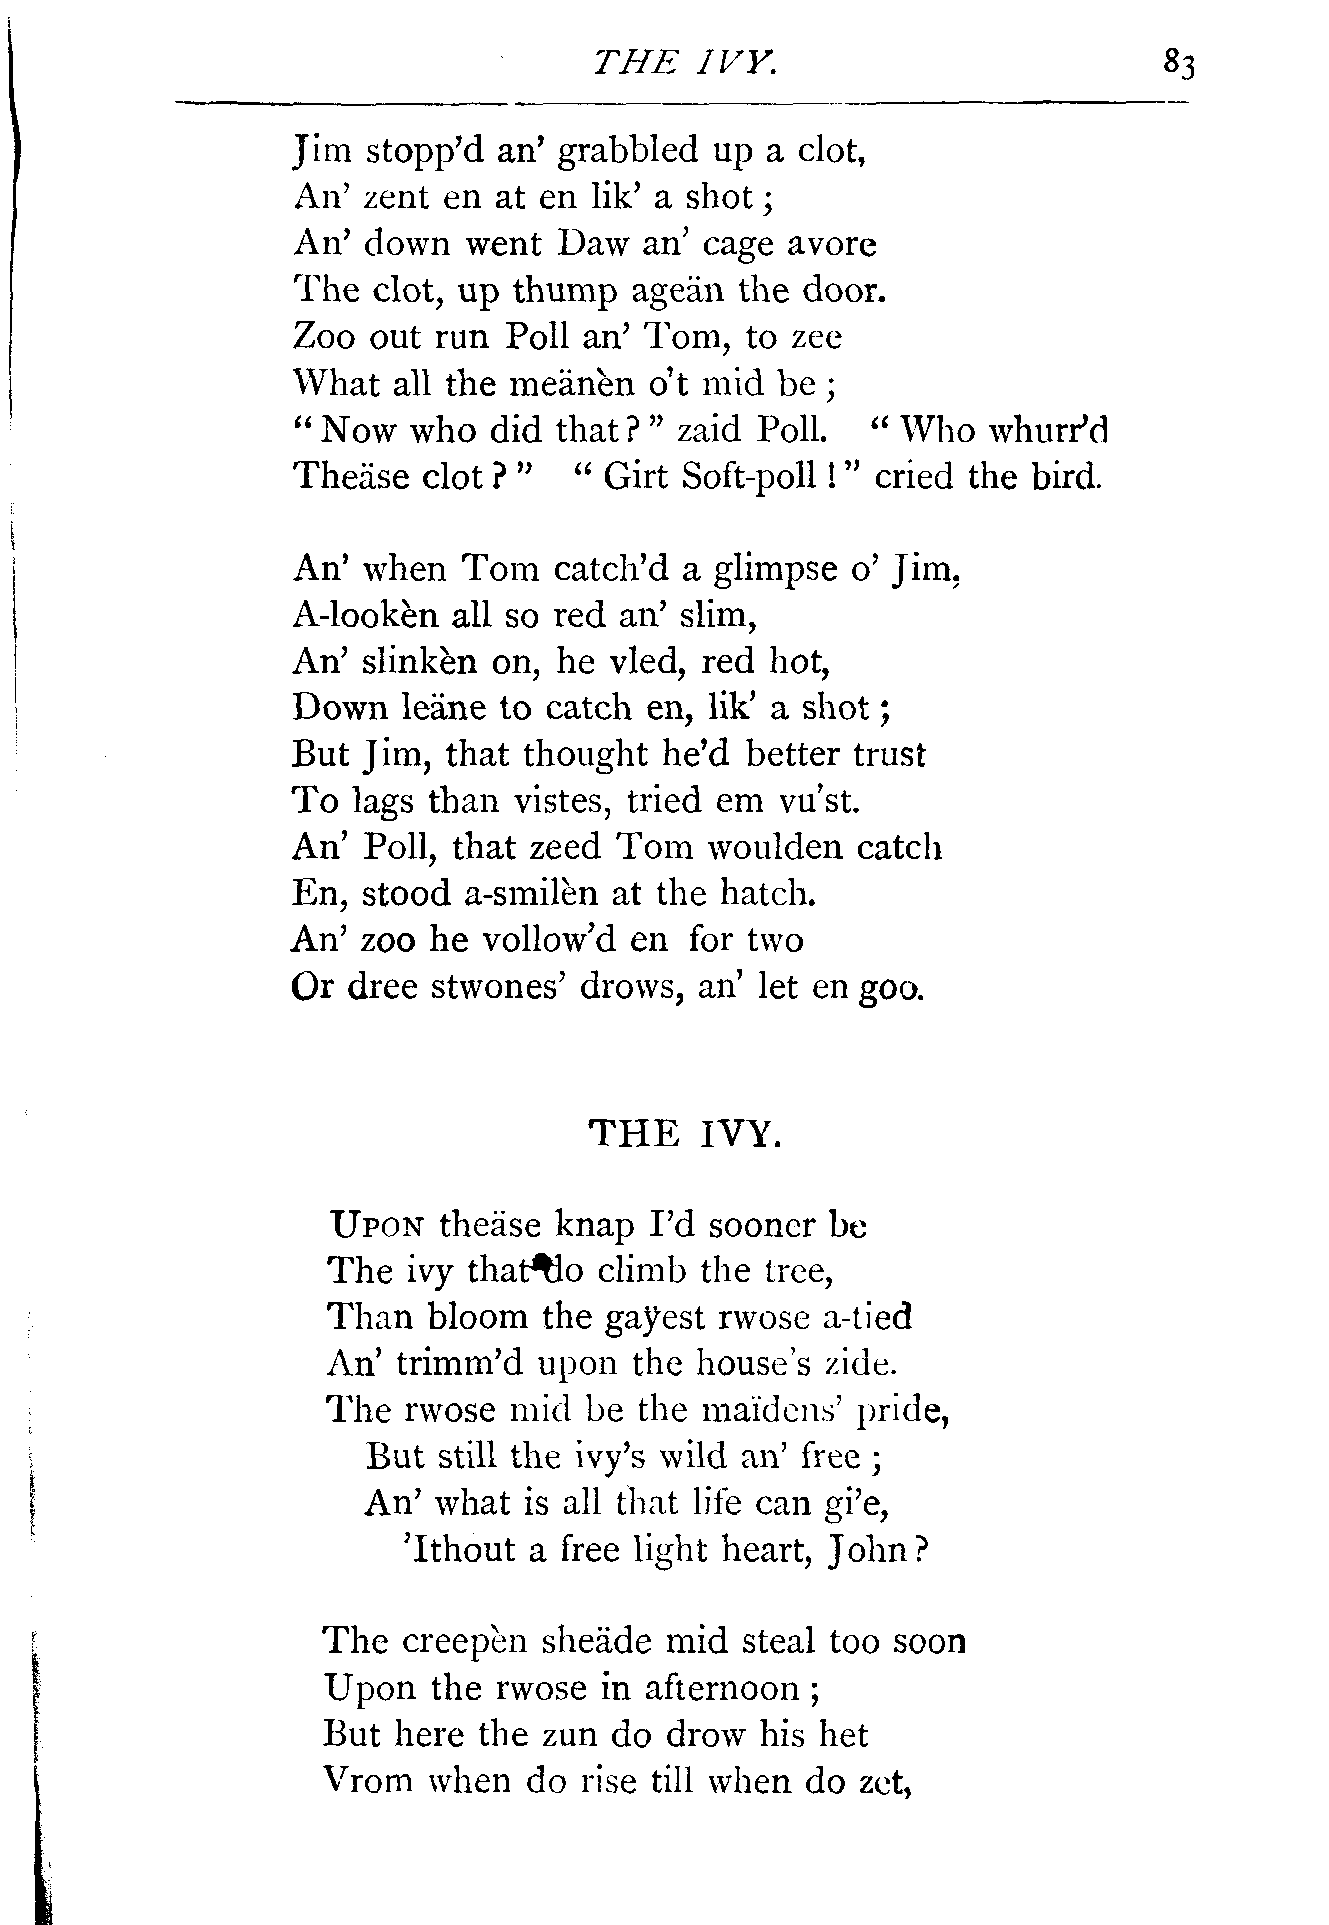 THE IVY. 83
Jim stopp'd an' grabbled up a clot,
An' zent en at en lik' a shot;
An' down went Daw an' cage avore
The clot, up thump ageän the door.
Zoo out run Poll an' Tom, to zee
What all the meänèn o't mid be;
"Now who did that?" zaid Poll. "Who whurr'd
Theäse clot?" "Girt Soft-poll!" cried the bird.
An' when Tom catch'd a glimpse o' Jim,
A-lookèn all so red an' slim,
An' slinkèn on, he vled, red hot,
Down leäne to catch en, lik' a shot;
But Jim, that thought he'd better trust
To lags than vistes, tried em vu'st.
An' Poll, that zeed Tom woulden catch
En, stood a-smilèn at the hatch.
An' zoo he vollow'd en for two
Or dree stwones' drows, an' let en goo.
THE IVY.
UPON theäse knap I'd sooner be
The ivy that do climb the tree,
Than bloom the gaÿest rwose a-tied
An' trimm'd upon the house's zide.
The rwose mid be the maïdens' pride,
But still the ivy's wild an' free;
An' what is all that life can gi'e,
'Ithout a free light heart, John?
The creepèn sheäde mid steal too soon
Upon the rwose in afternoon;
But here the zun do drow his het
Vrom when do rise till when do zet,